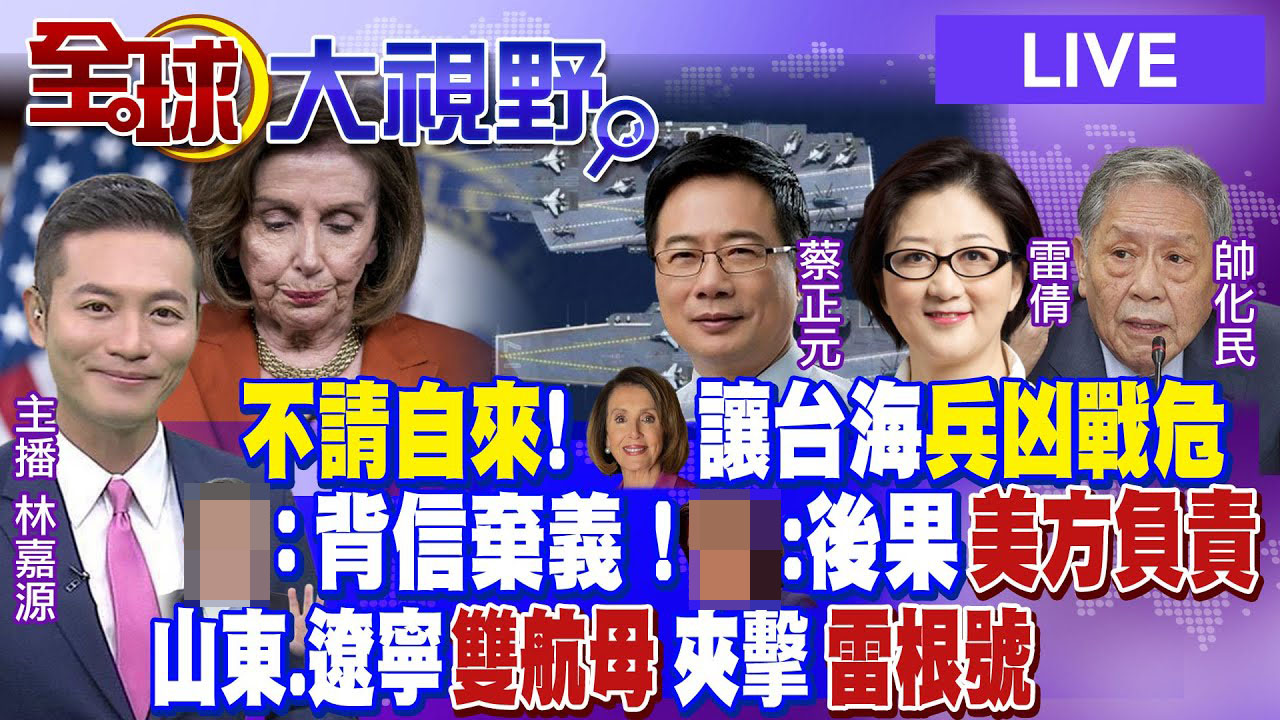 全球大視野
LIVE
蔡正元
雷倩
帥化民
主播 林嘉源
不請自來! 讓台海兵凶戰危
:背信棄義! :後果美方負責
山東.遼寧雙航母夾擊雷根號